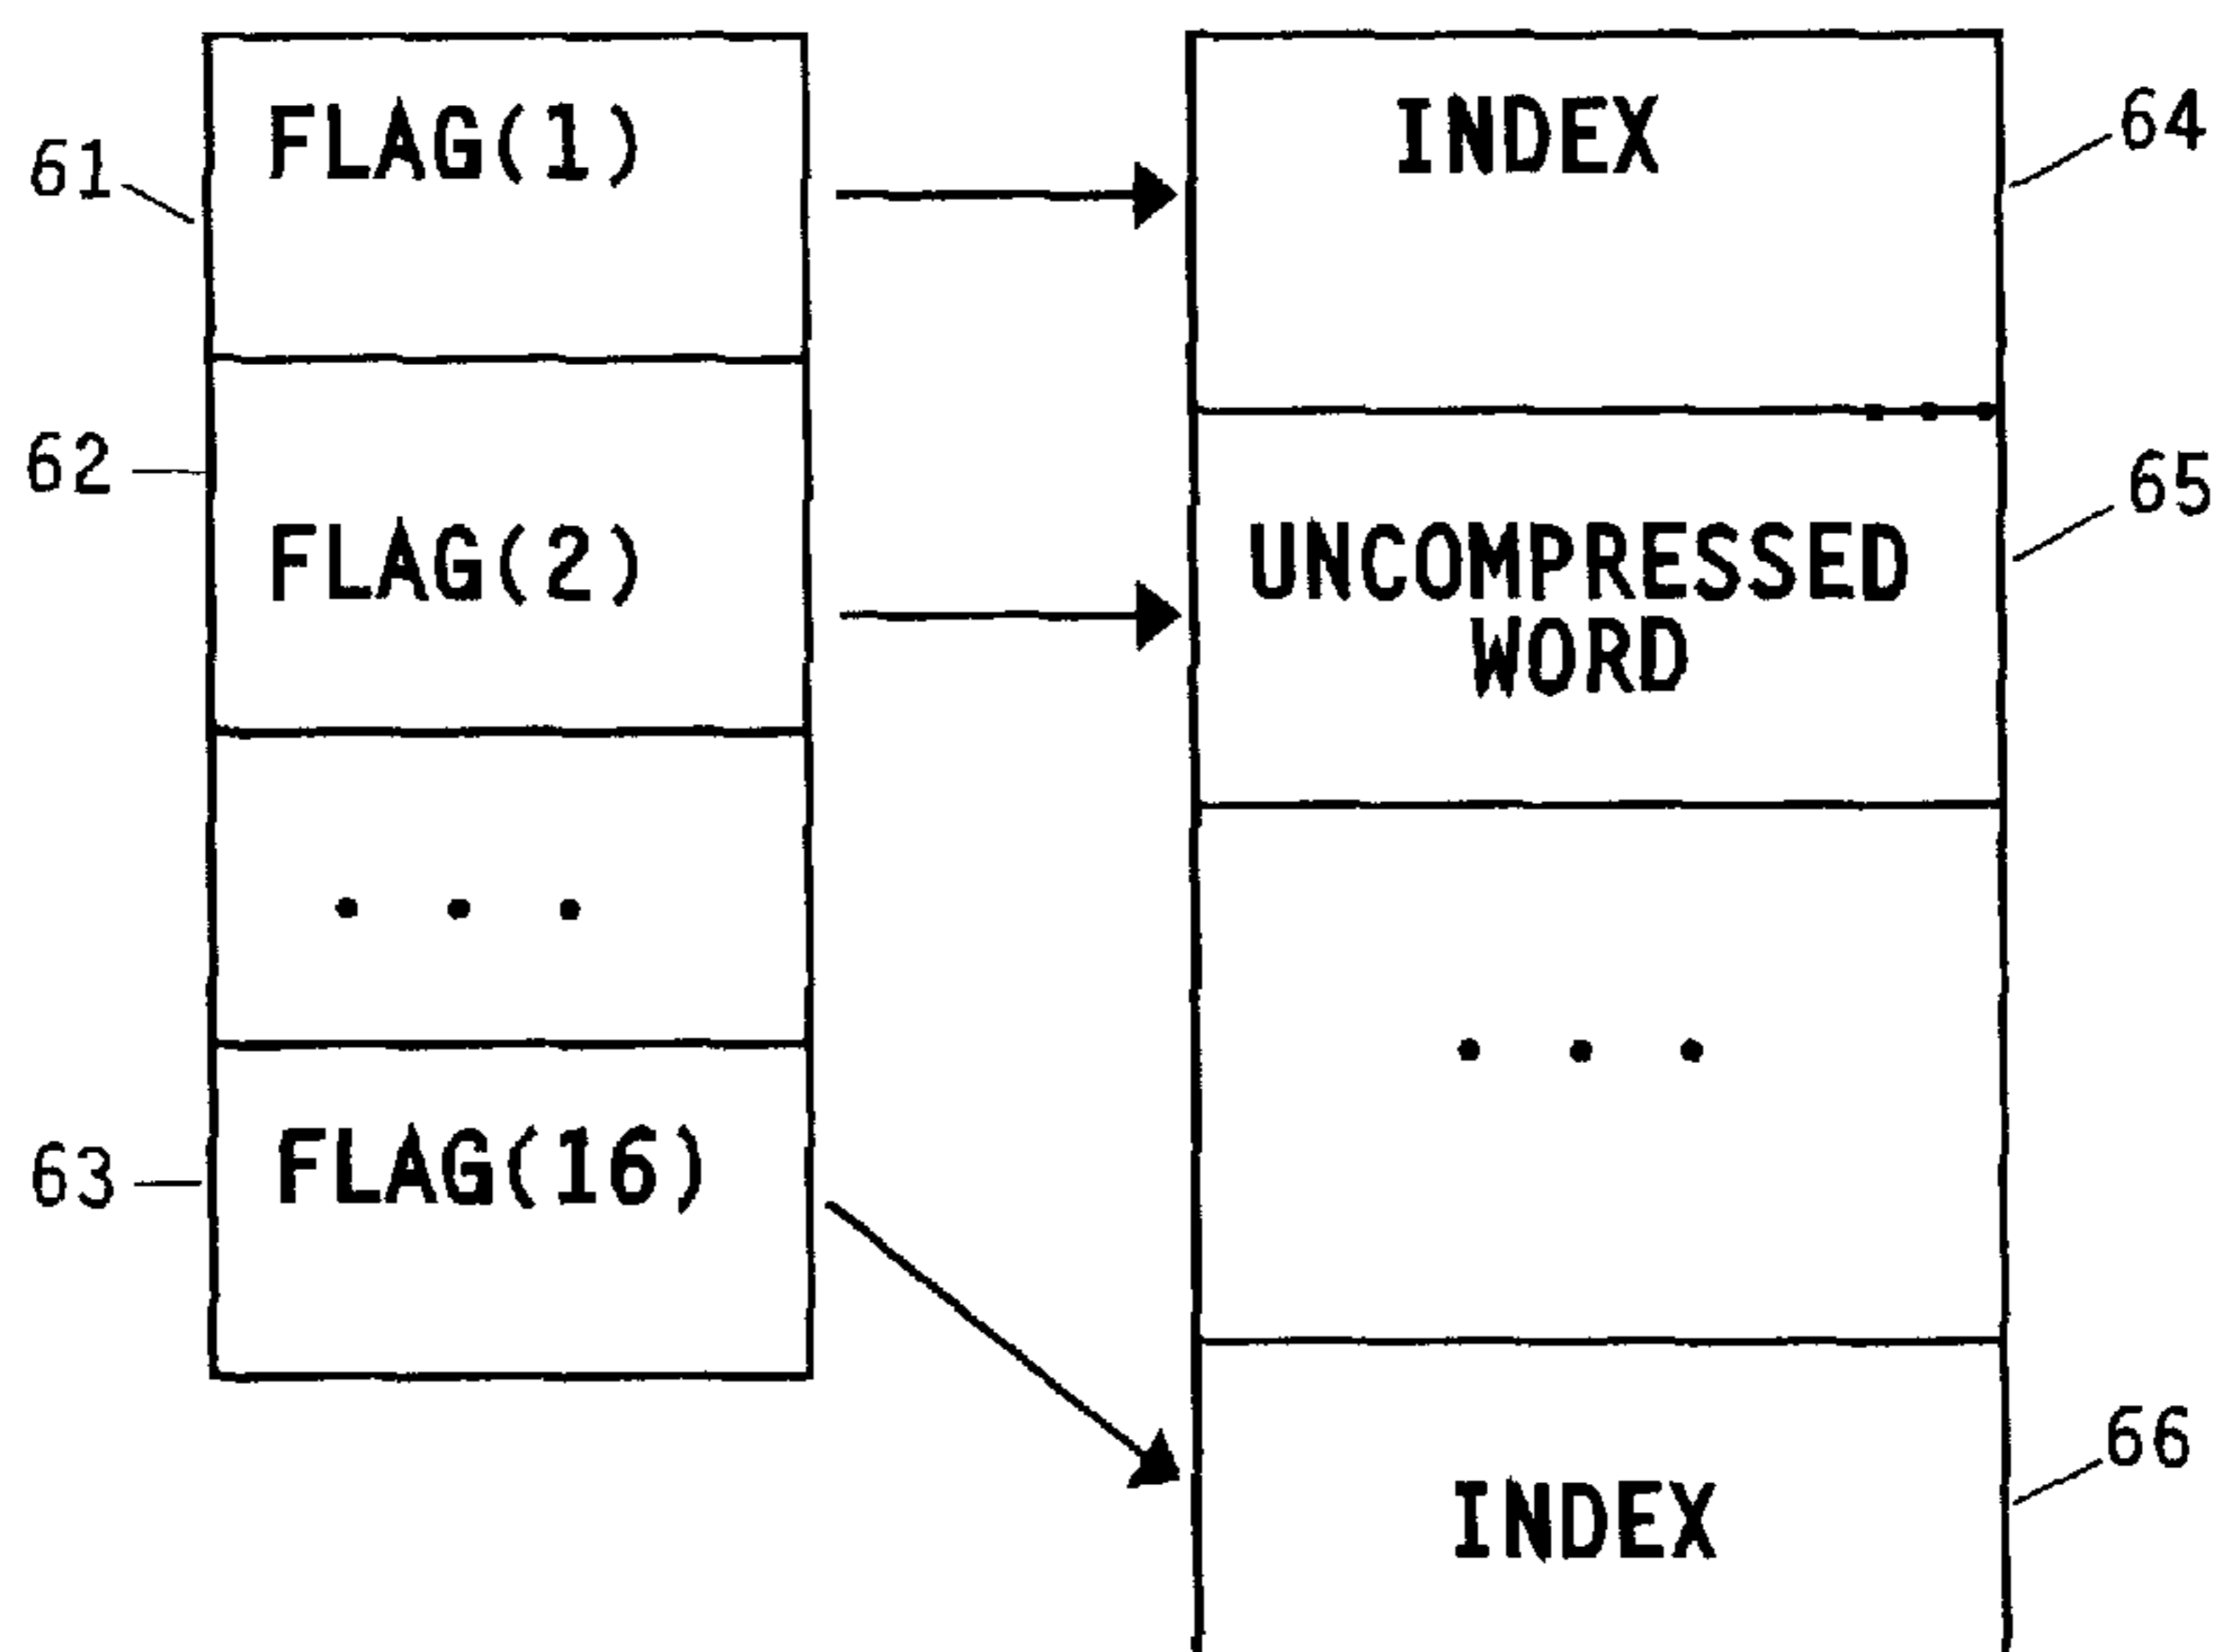 FLAG(1)
INDEX
64
61
62
FLAG(2)
UNCOMPRESSED
WORD
65
. . .
. . .
63
FLAG(16)
66
INDEX